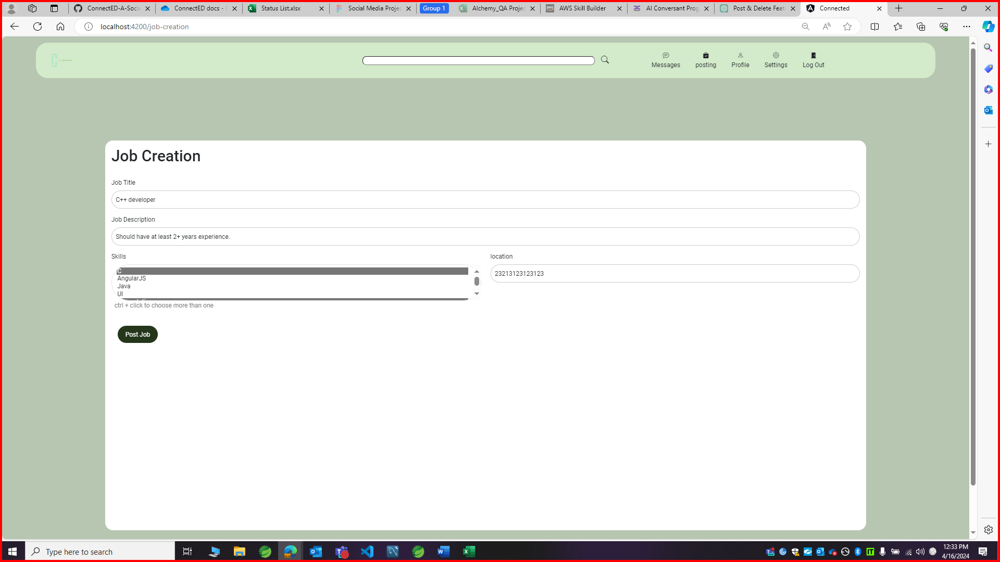 ConnectED-A-Socia
ConnectED docs -
Status List.xlsx
Social Media Projec
Group 1
Alchemy_QA Projec
AWS Skill Builder
AI Conversant Prog
Post & Delete Feat
Connected
localhost:4200/job-creation
Messages
posting
Profile
Settings
Log Out
Job Creation
Job Title
C++ developer
Job Description
Should have at least 2+ years experience.
Skills
location
C
AngularJS
Java
UI
23213123123123
ctrl + click to choose more than one
Post Job
Type here to search
12:33 PM
4/16/2024